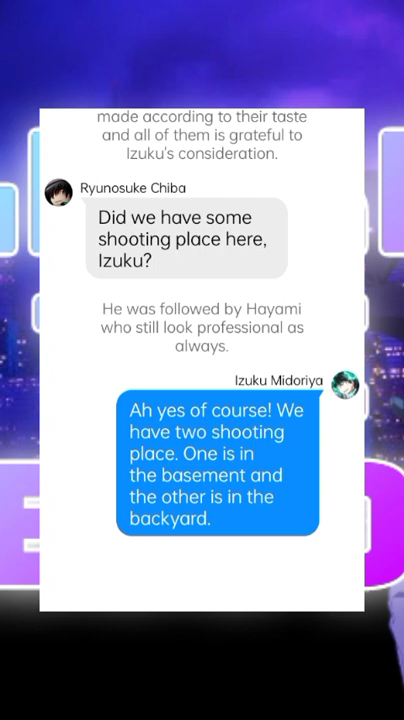 made according to their taste
and all of them is grateful to
Izuku's consideration.
Ryunosuke Chiba
Did we have some
shooting place here,
Izuku?
He was followed by Hayami
who still look professional as
always.
Izuku Midoriya
Ah yes of course! We
have two shooting
place. One is in
the basement and
the other is in the
backyard.